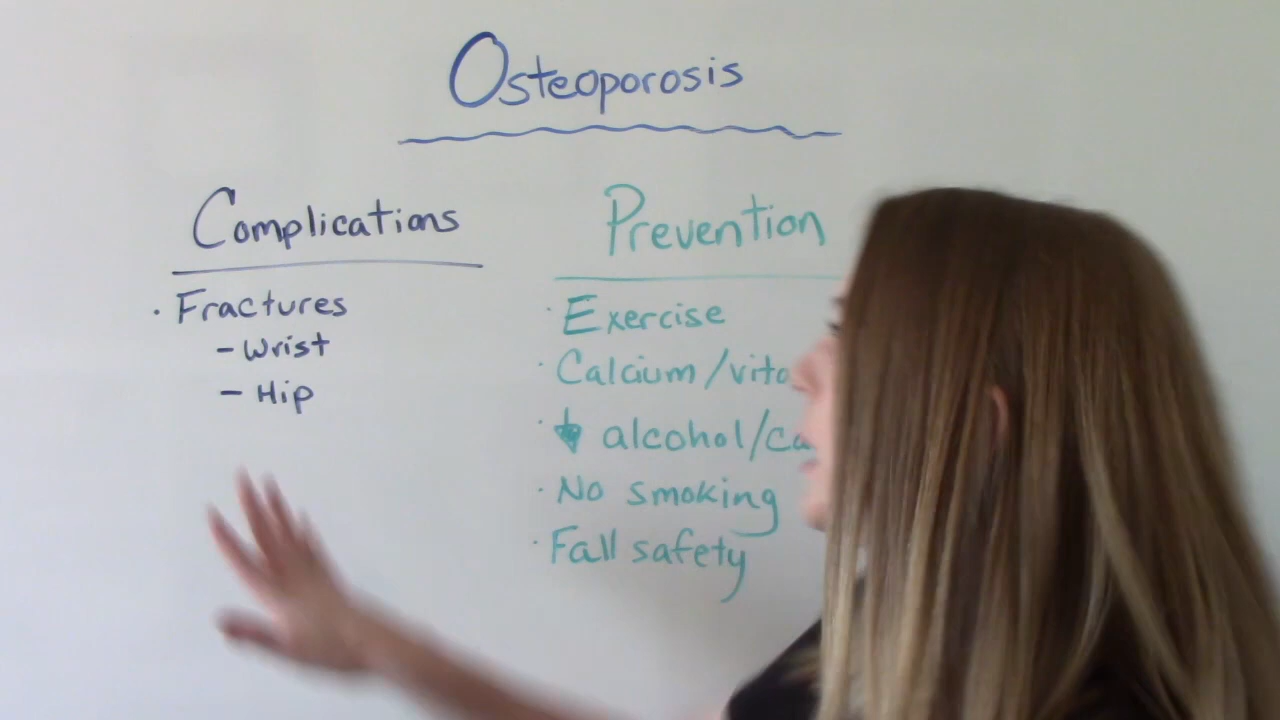 Osteoporosis
Complications
· Fractures
- Wrist
- Hip
Prevention
· Exercise
· Calcium/vita
· ↓ alcohol/ca
· No smoking
· Fall safety